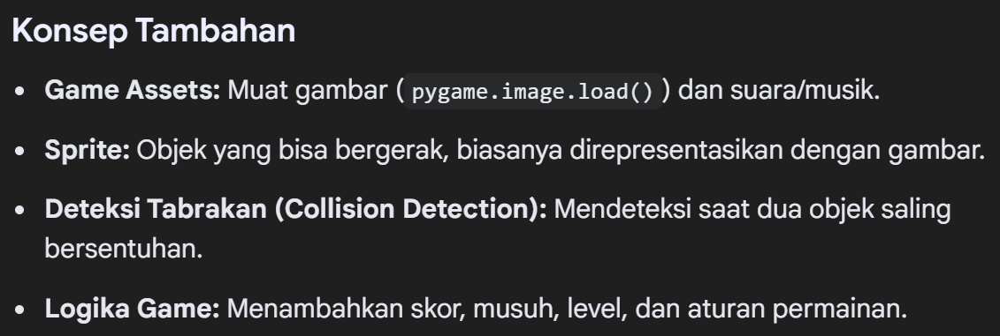 Konsep Tambahan
• Game Assets: Muat gambar (pygame.image.load()) dan suara/musik.
• Sprite: Objek yang bisa bergerak, biasanya direpresentasikan dengan gambar.
• Deteksi Tabrakan (Collision Detection): Mendeteksi saat dua objek saling
bersentuhan.
• Logika Game: Menambahkan skor, musuh, level, dan aturan permainan.